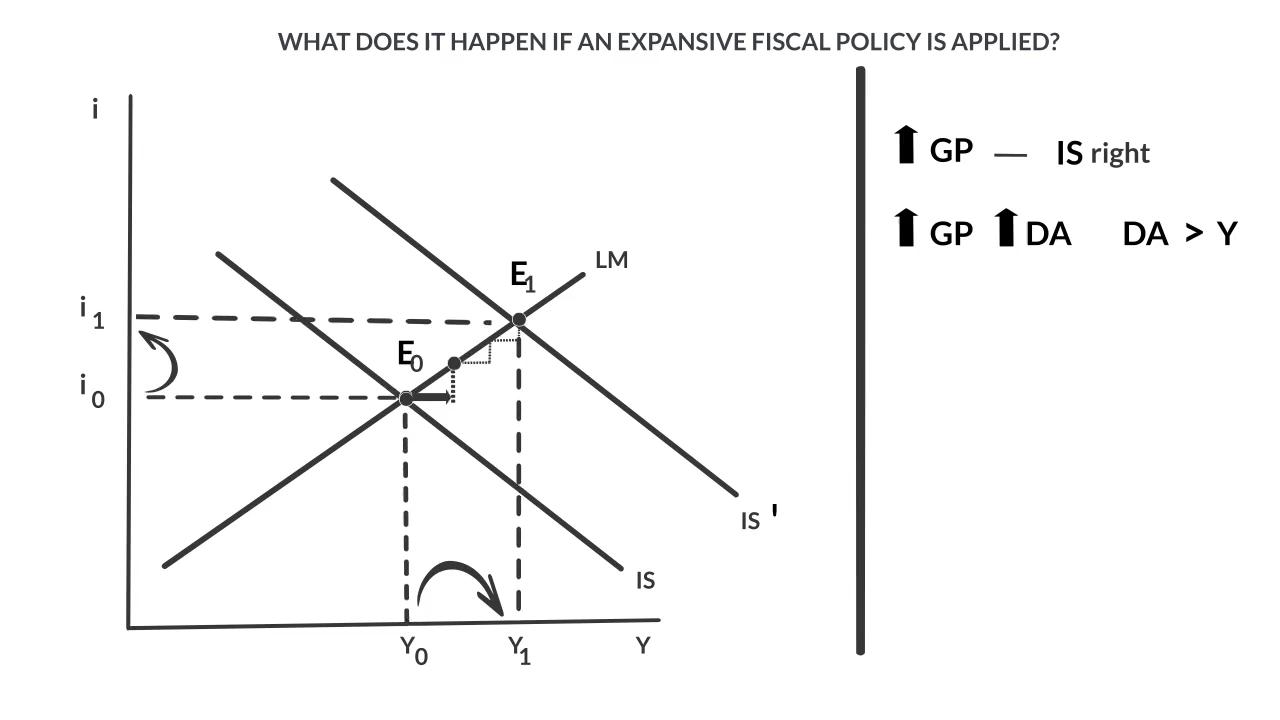 WHAT DOES IT HAPPEN IF AN EXPANSIVE FISCAL POLICY IS APPLIED?
i
GP — IS right
GP DA DA > Y
LM
E1
i1
E0
i0
IS '
IS
Y0 Y1 Y